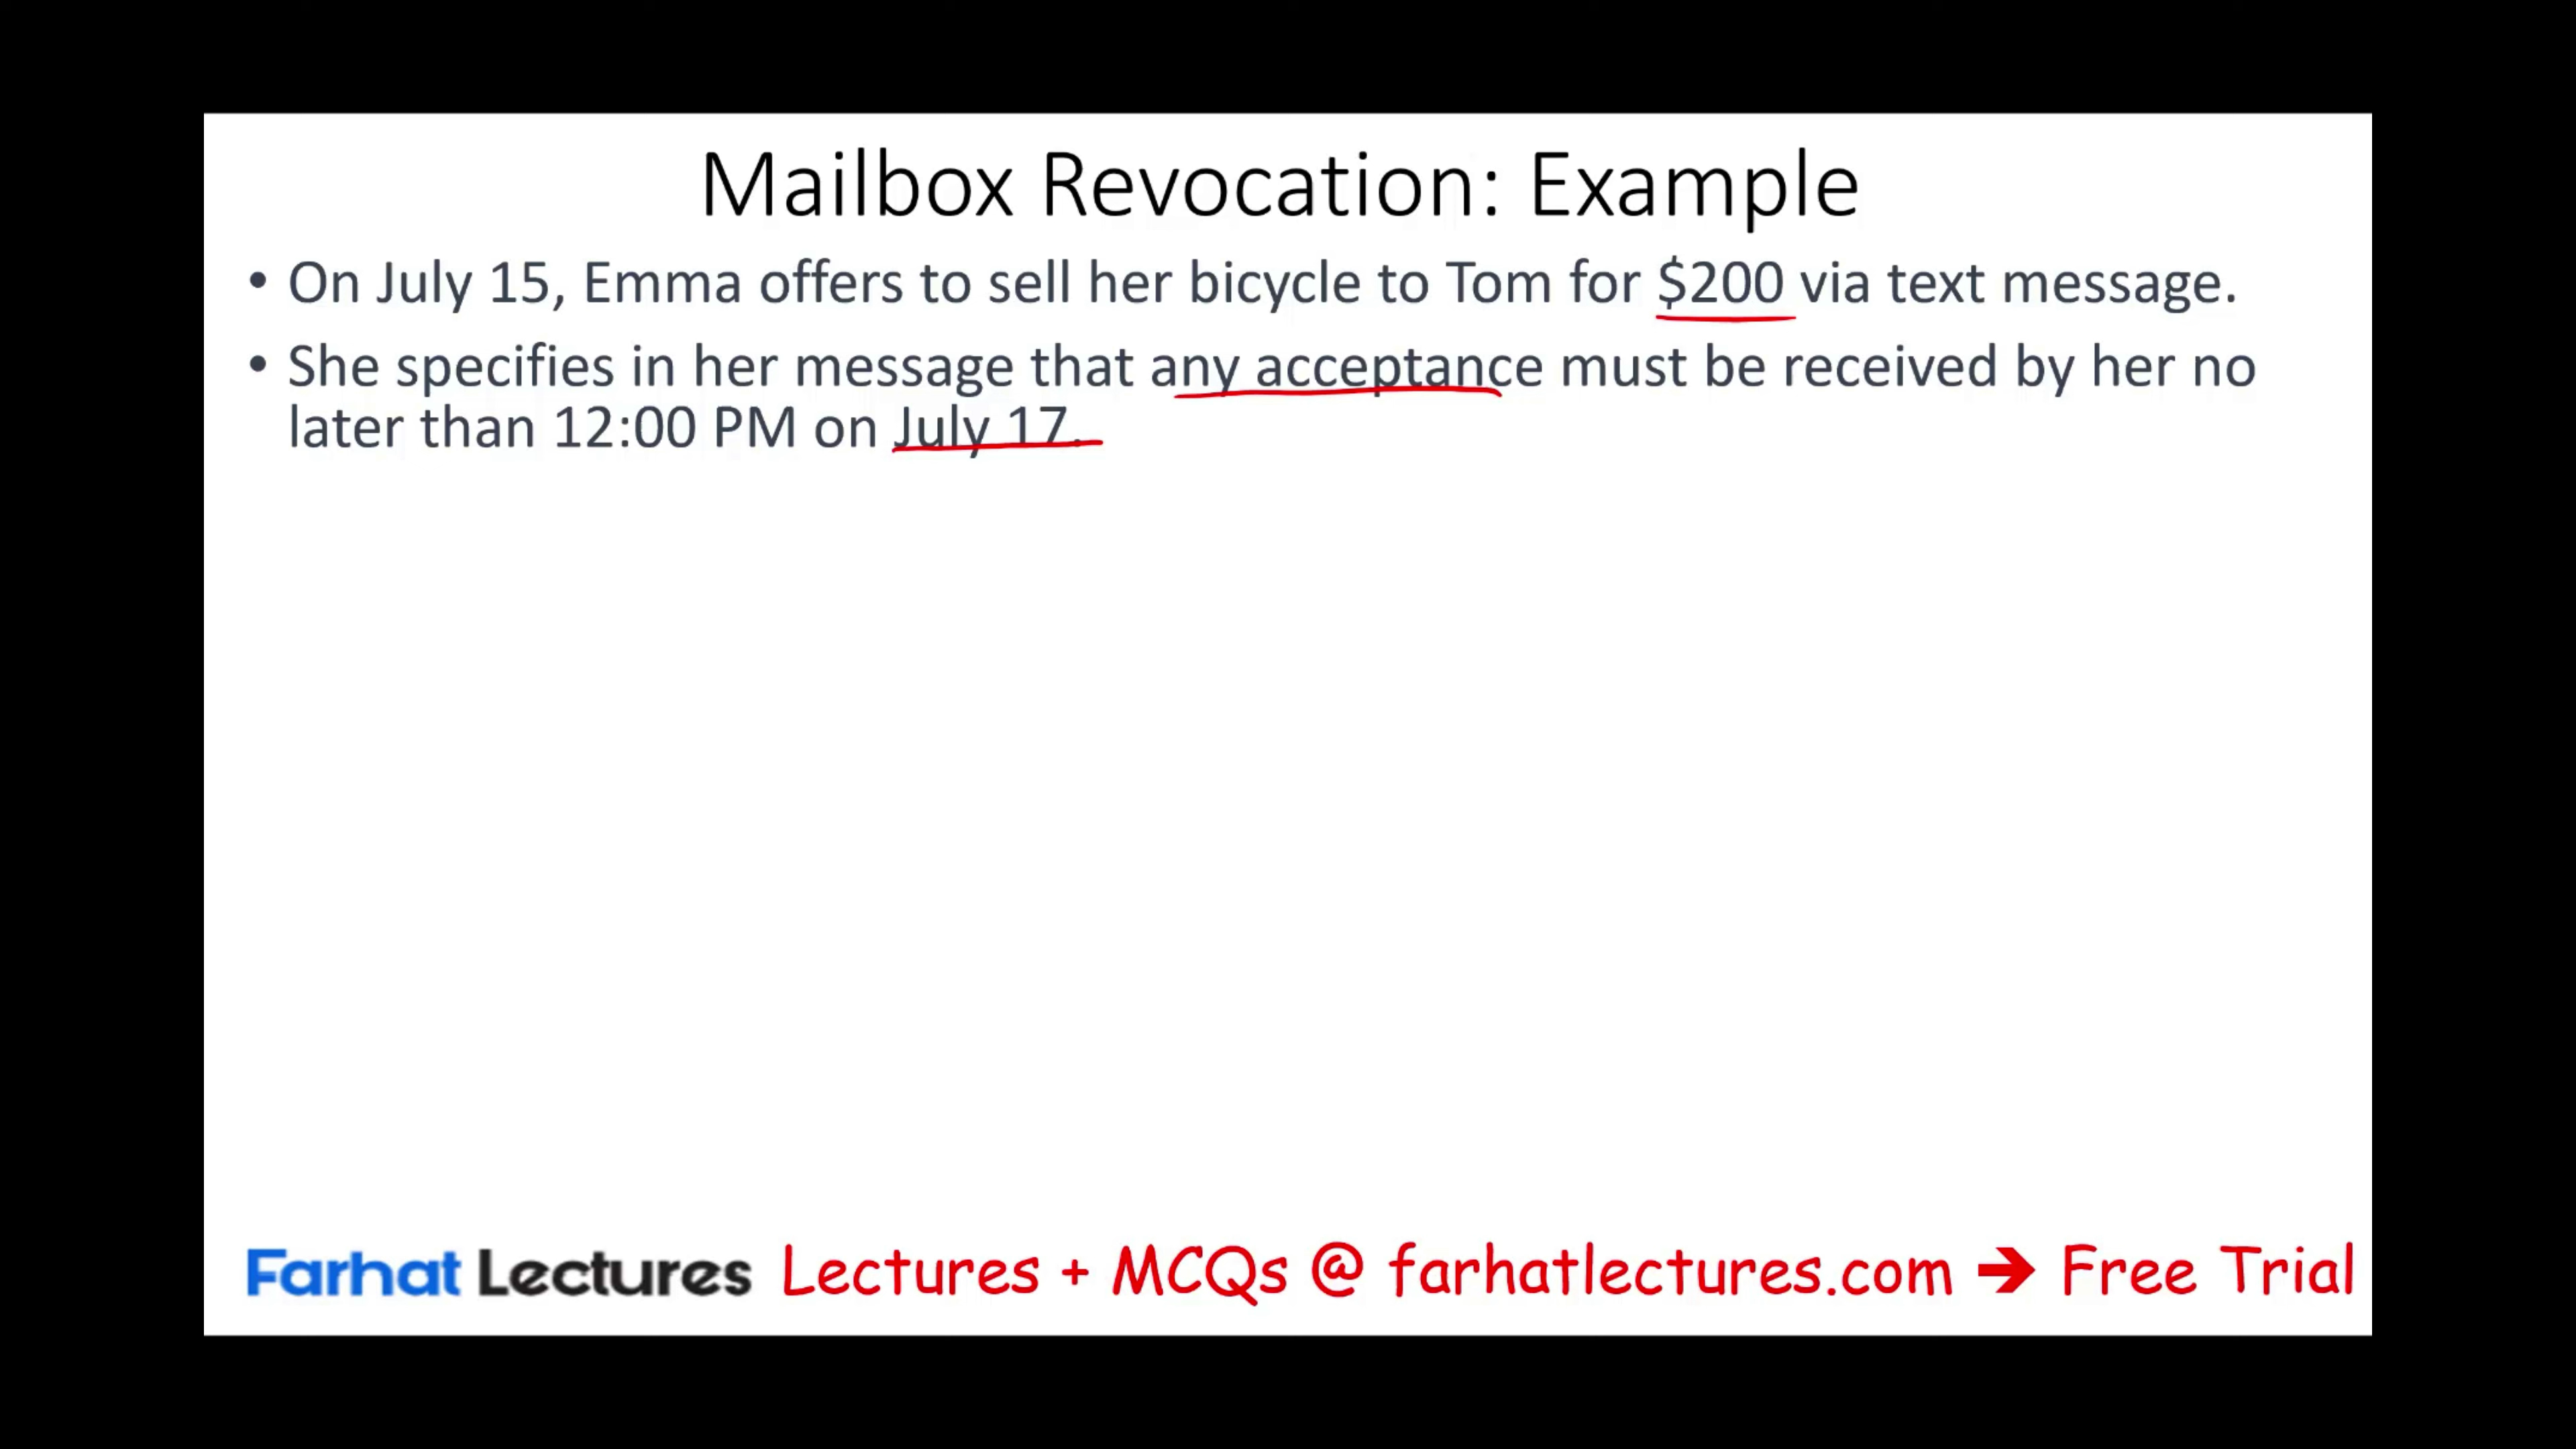 Mailbox Revocation: Example
• On July 15, Emma offers to sell her bicycle to Tom for $200 via text message.
• She specifies in her message that any acceptance must be received by her no
later than 12:00 PM on July 17.
Farhat Lectures Lectures + MCQs @ farhatlectures.com ➔ Free Trial